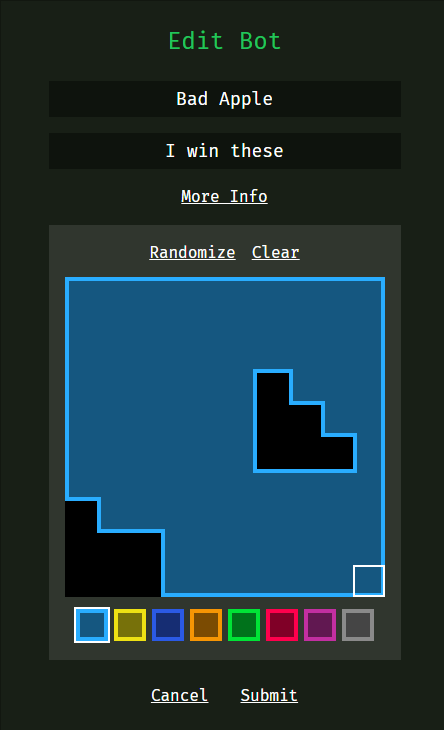 Edit Bot
Bad Apple
I win these
More Info
Randomize Clear
Cancel Submit